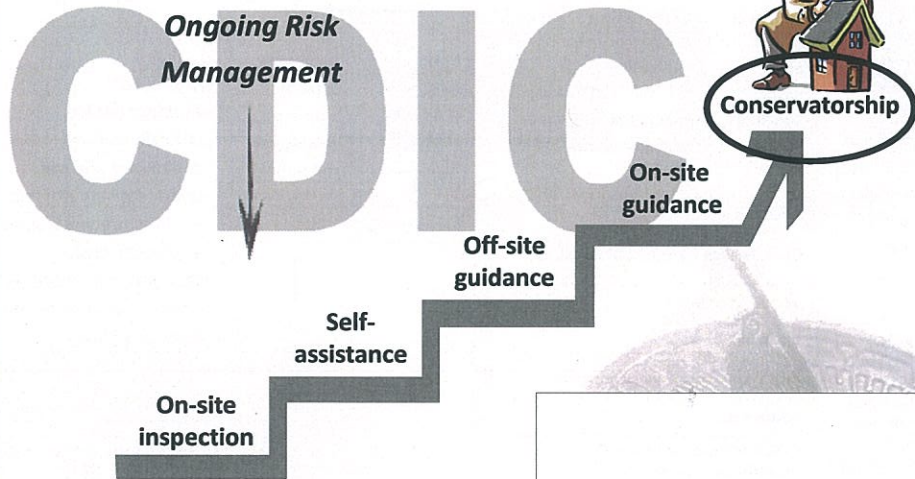 CDIC
Ongoing Risk
Management
Conservatorship
On-site
guidance
Off-site
guidance
Self-
assistance
On-site
inspection